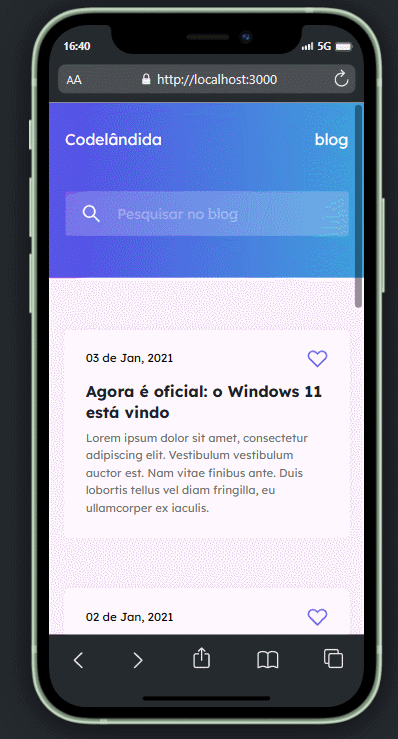 16:40
5G
AA
http://localhost:3000
Codelândida
blog
Pesquisar no blog
03 de Jan, 2021
Agora é oficial: o Windows 11
está vindo
Lorem ipsum dolor sit amet, consectetur
adipiscing elit. Vestibulum vestibulum
auctor est. Nam vitae finibus ante. Duis
lobortis tellus vel diam fringilla, eu
ullamcorper ex iaculis.
02 de Jan, 2021